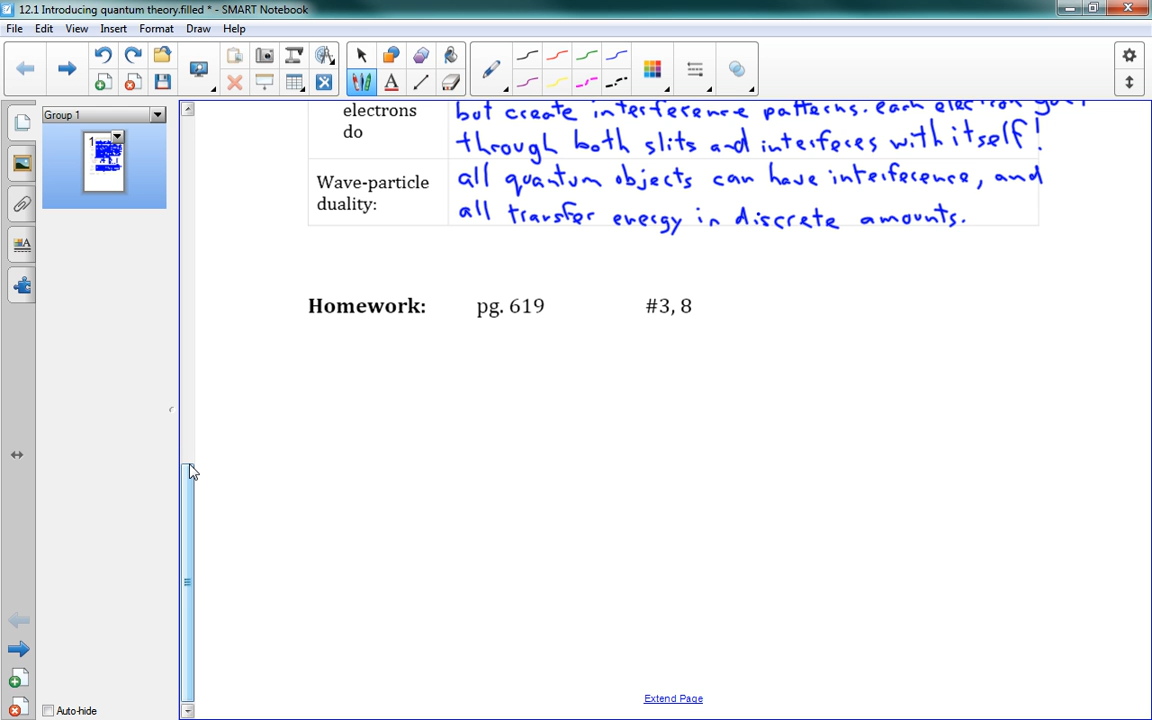 12.1 Introducing quantum theory.filled * - SMART Notebook
File Edit View Insert Format Draw Help
Group 1
1
electrons
do
but create interference patterns. each electron goes
through both slits and interferes with itself!
Wave-particle
duality:
all quantum objects can have interference, and
all transfer energy in discrete amounts.
Homework: pg. 619 #3, 8
Extend Page
Auto-hide